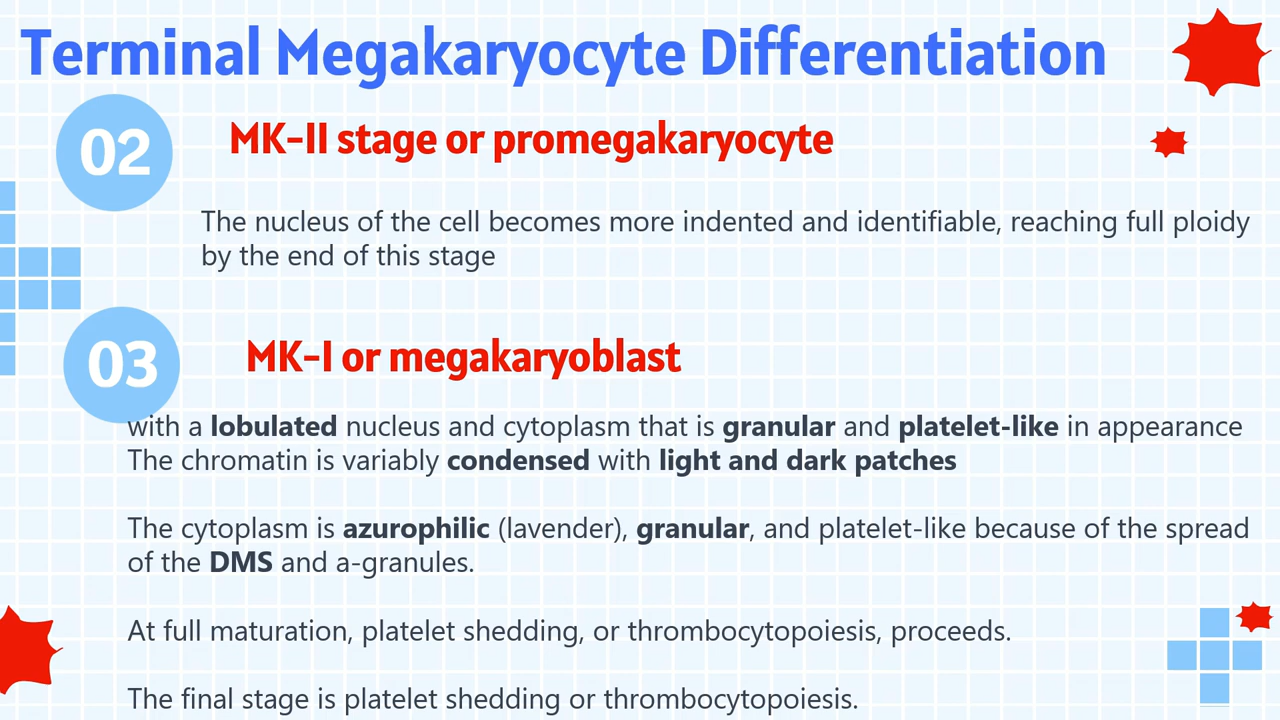 Terminal Megakaryocyte Differentiation
02
MK-II stage or promegakaryocyte
The nucleus of the cell becomes more indented and identifiable, reaching full ploidy
by the end of this stage
03
MK-I or megakaryoblast
with a lobulated nucleus and cytoplasm that is granular and platelet-like in appearance
The chromatin is variably condensed with light and dark patches
The cytoplasm is azurophilic (lavender), granular, and platelet-like because of the spread
of the DMS and a-granules.
At full maturation, platelet shedding, or thrombocytopoiesis, proceeds.
The final stage is platelet shedding or thrombocytopoiesis.